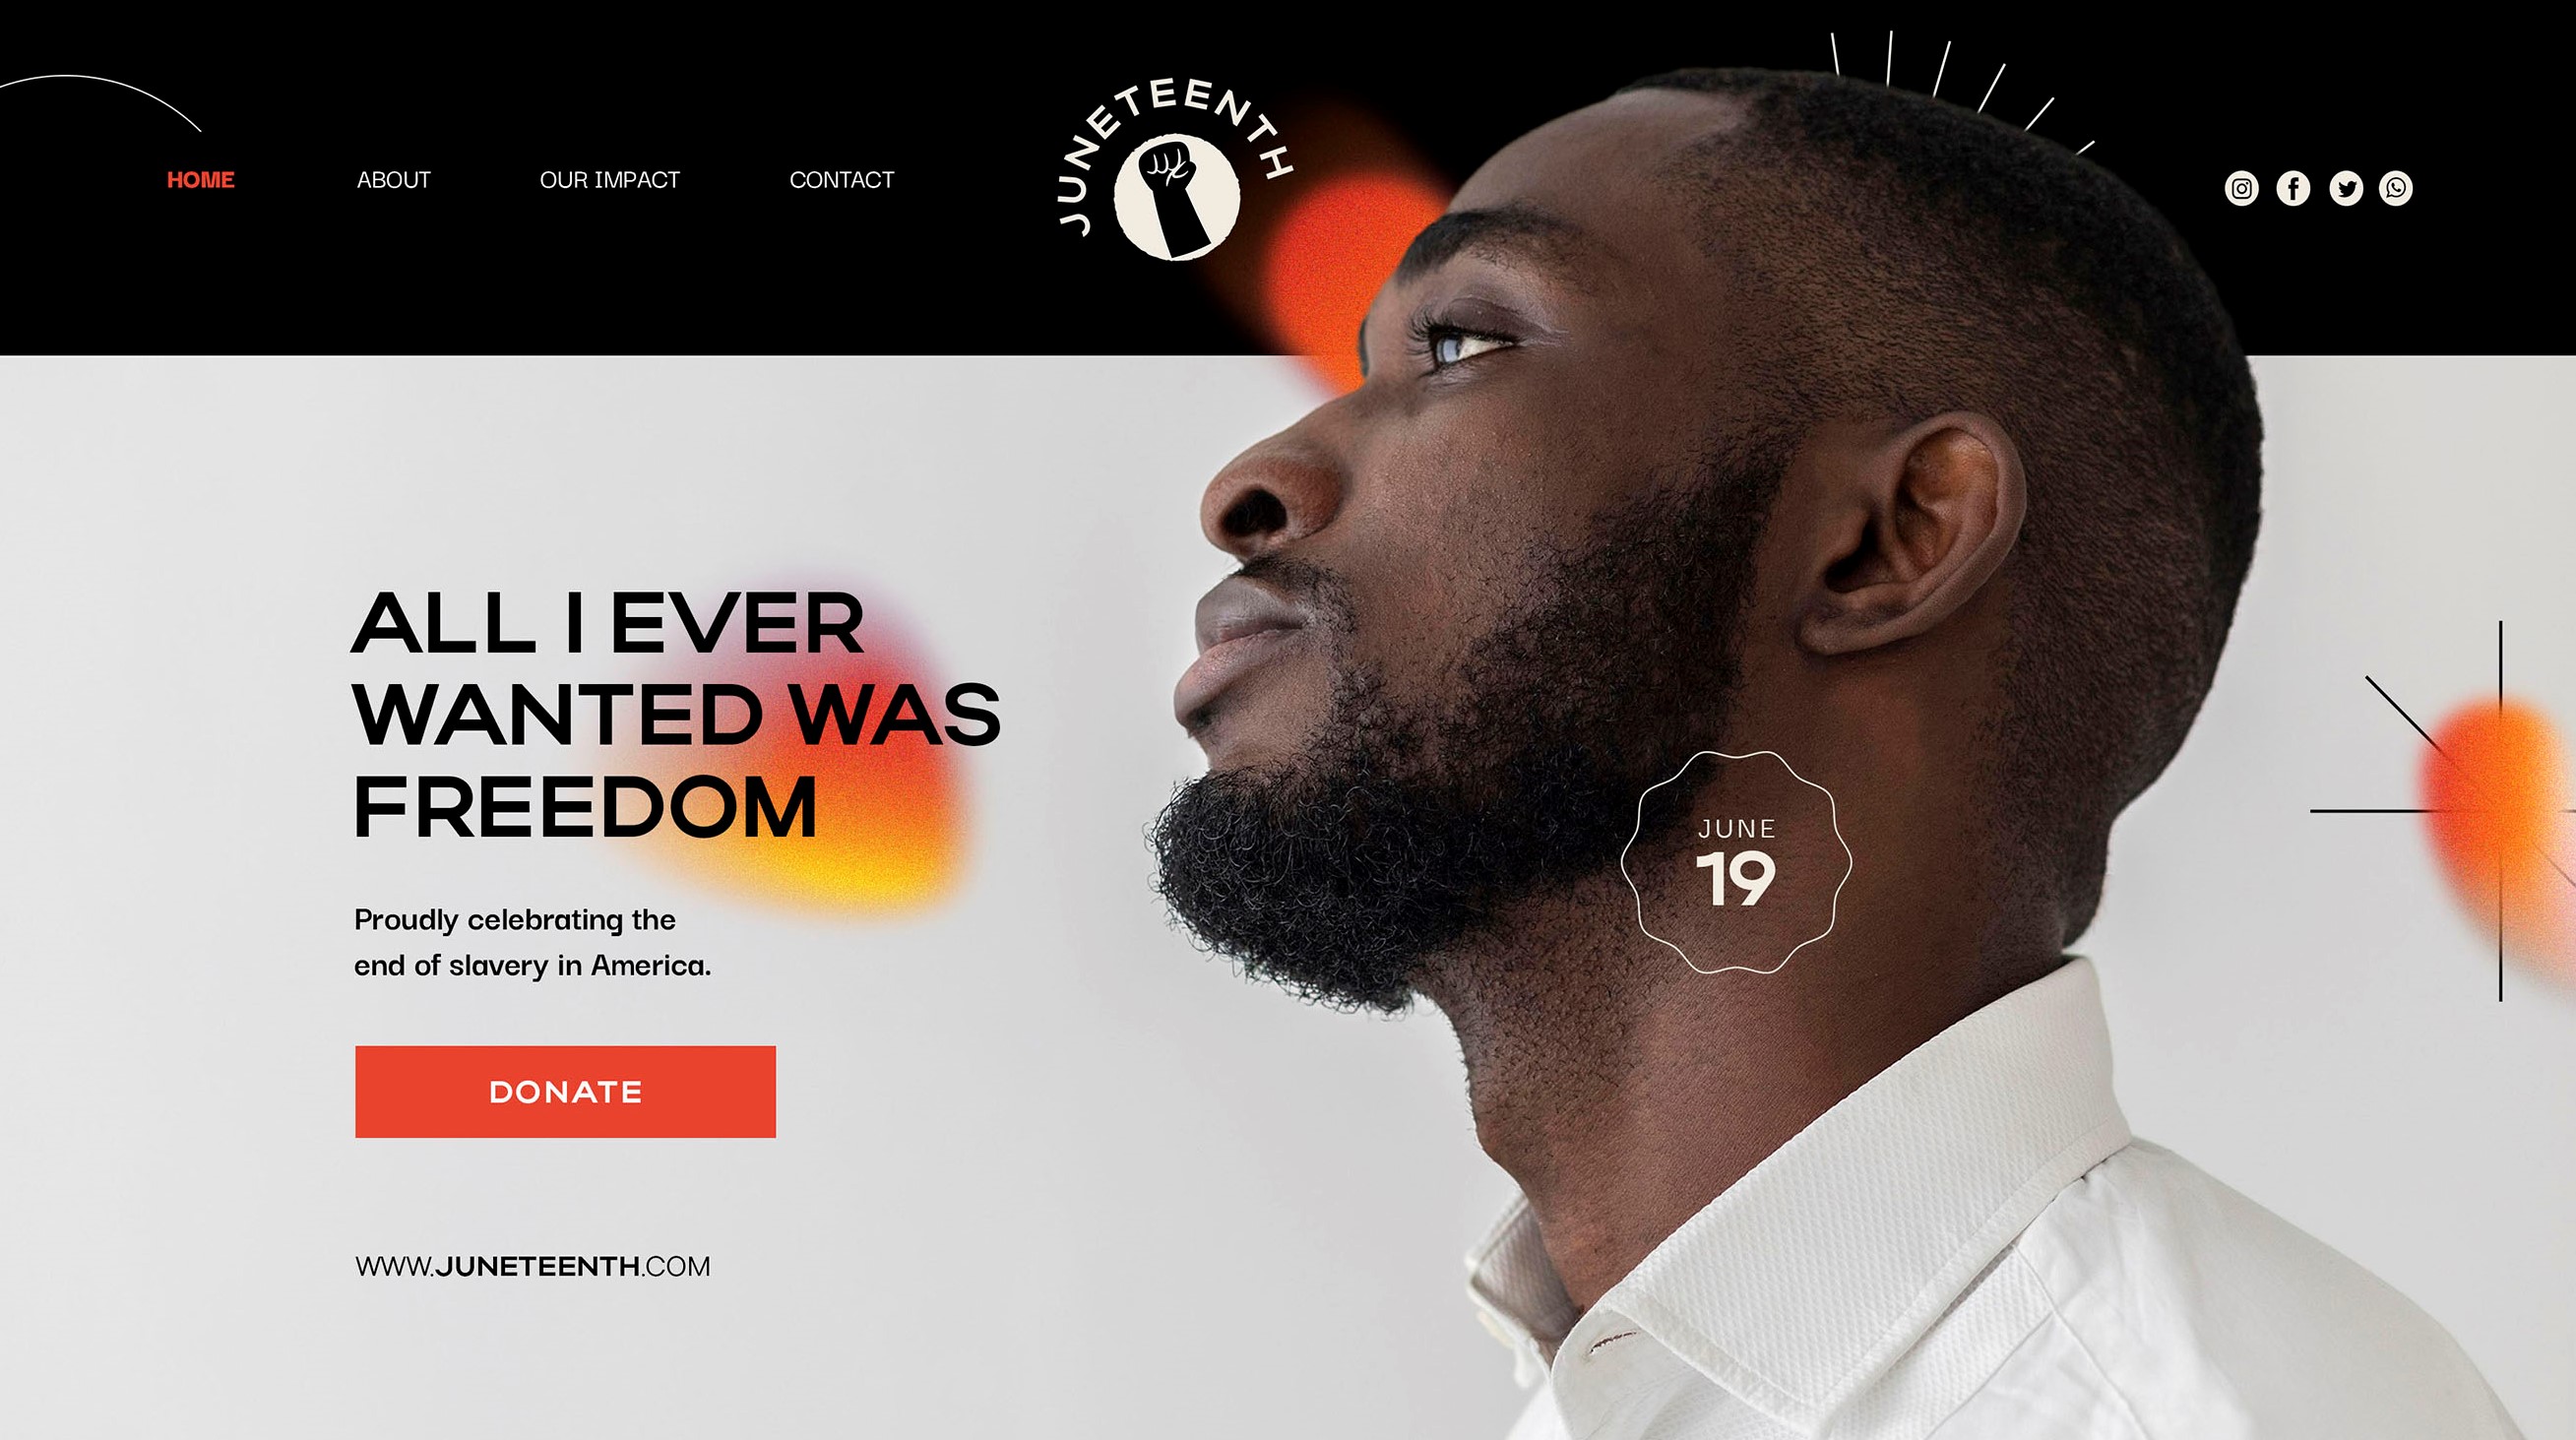 HOME
ABOUT
OUR IMPACT
CONTACT
JUNETEENTH
ALL I EVER
WANTED WAS
FREEDOM
Proudly celebrating the
end of slavery in America.
DONATE
WWW.JUNETEENTH.COM
JUNE
19